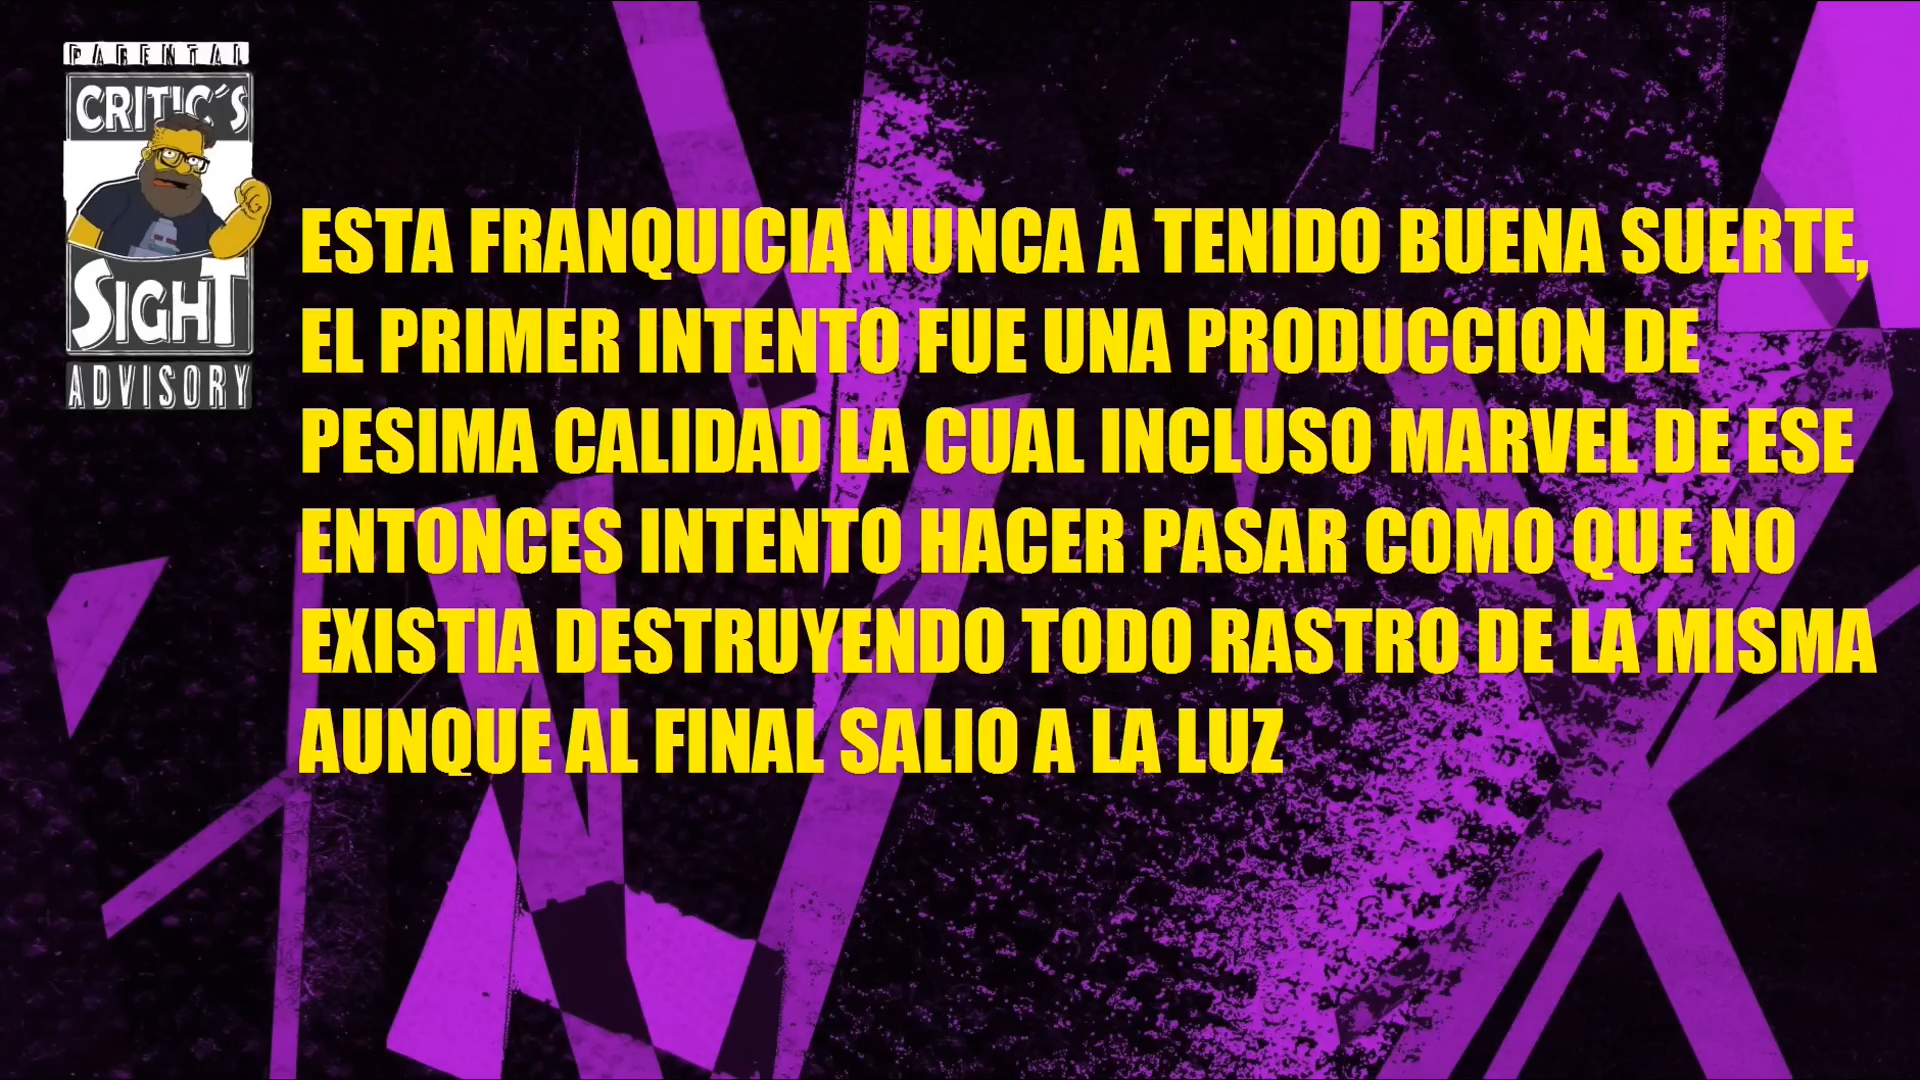 PARENTAL
CRITIC´S
SIGHT
ADVISORY
ESTA FRANQUICIA NUNCA A TENIDO BUENA SUERTE,
EL PRIMER INTENTO FUE UNA PRODUCCION DE
PESIMA CALIDAD LA CUAL INCLUSO MARVEL DE ESE
ENTONCES INTENTO HACER PASAR COMO QUE NO
EXISTIA DESTRUYENDO TODO RASTRO DE LA MISMA
AUNQUE AL FINAL SALIO A LA LUZ